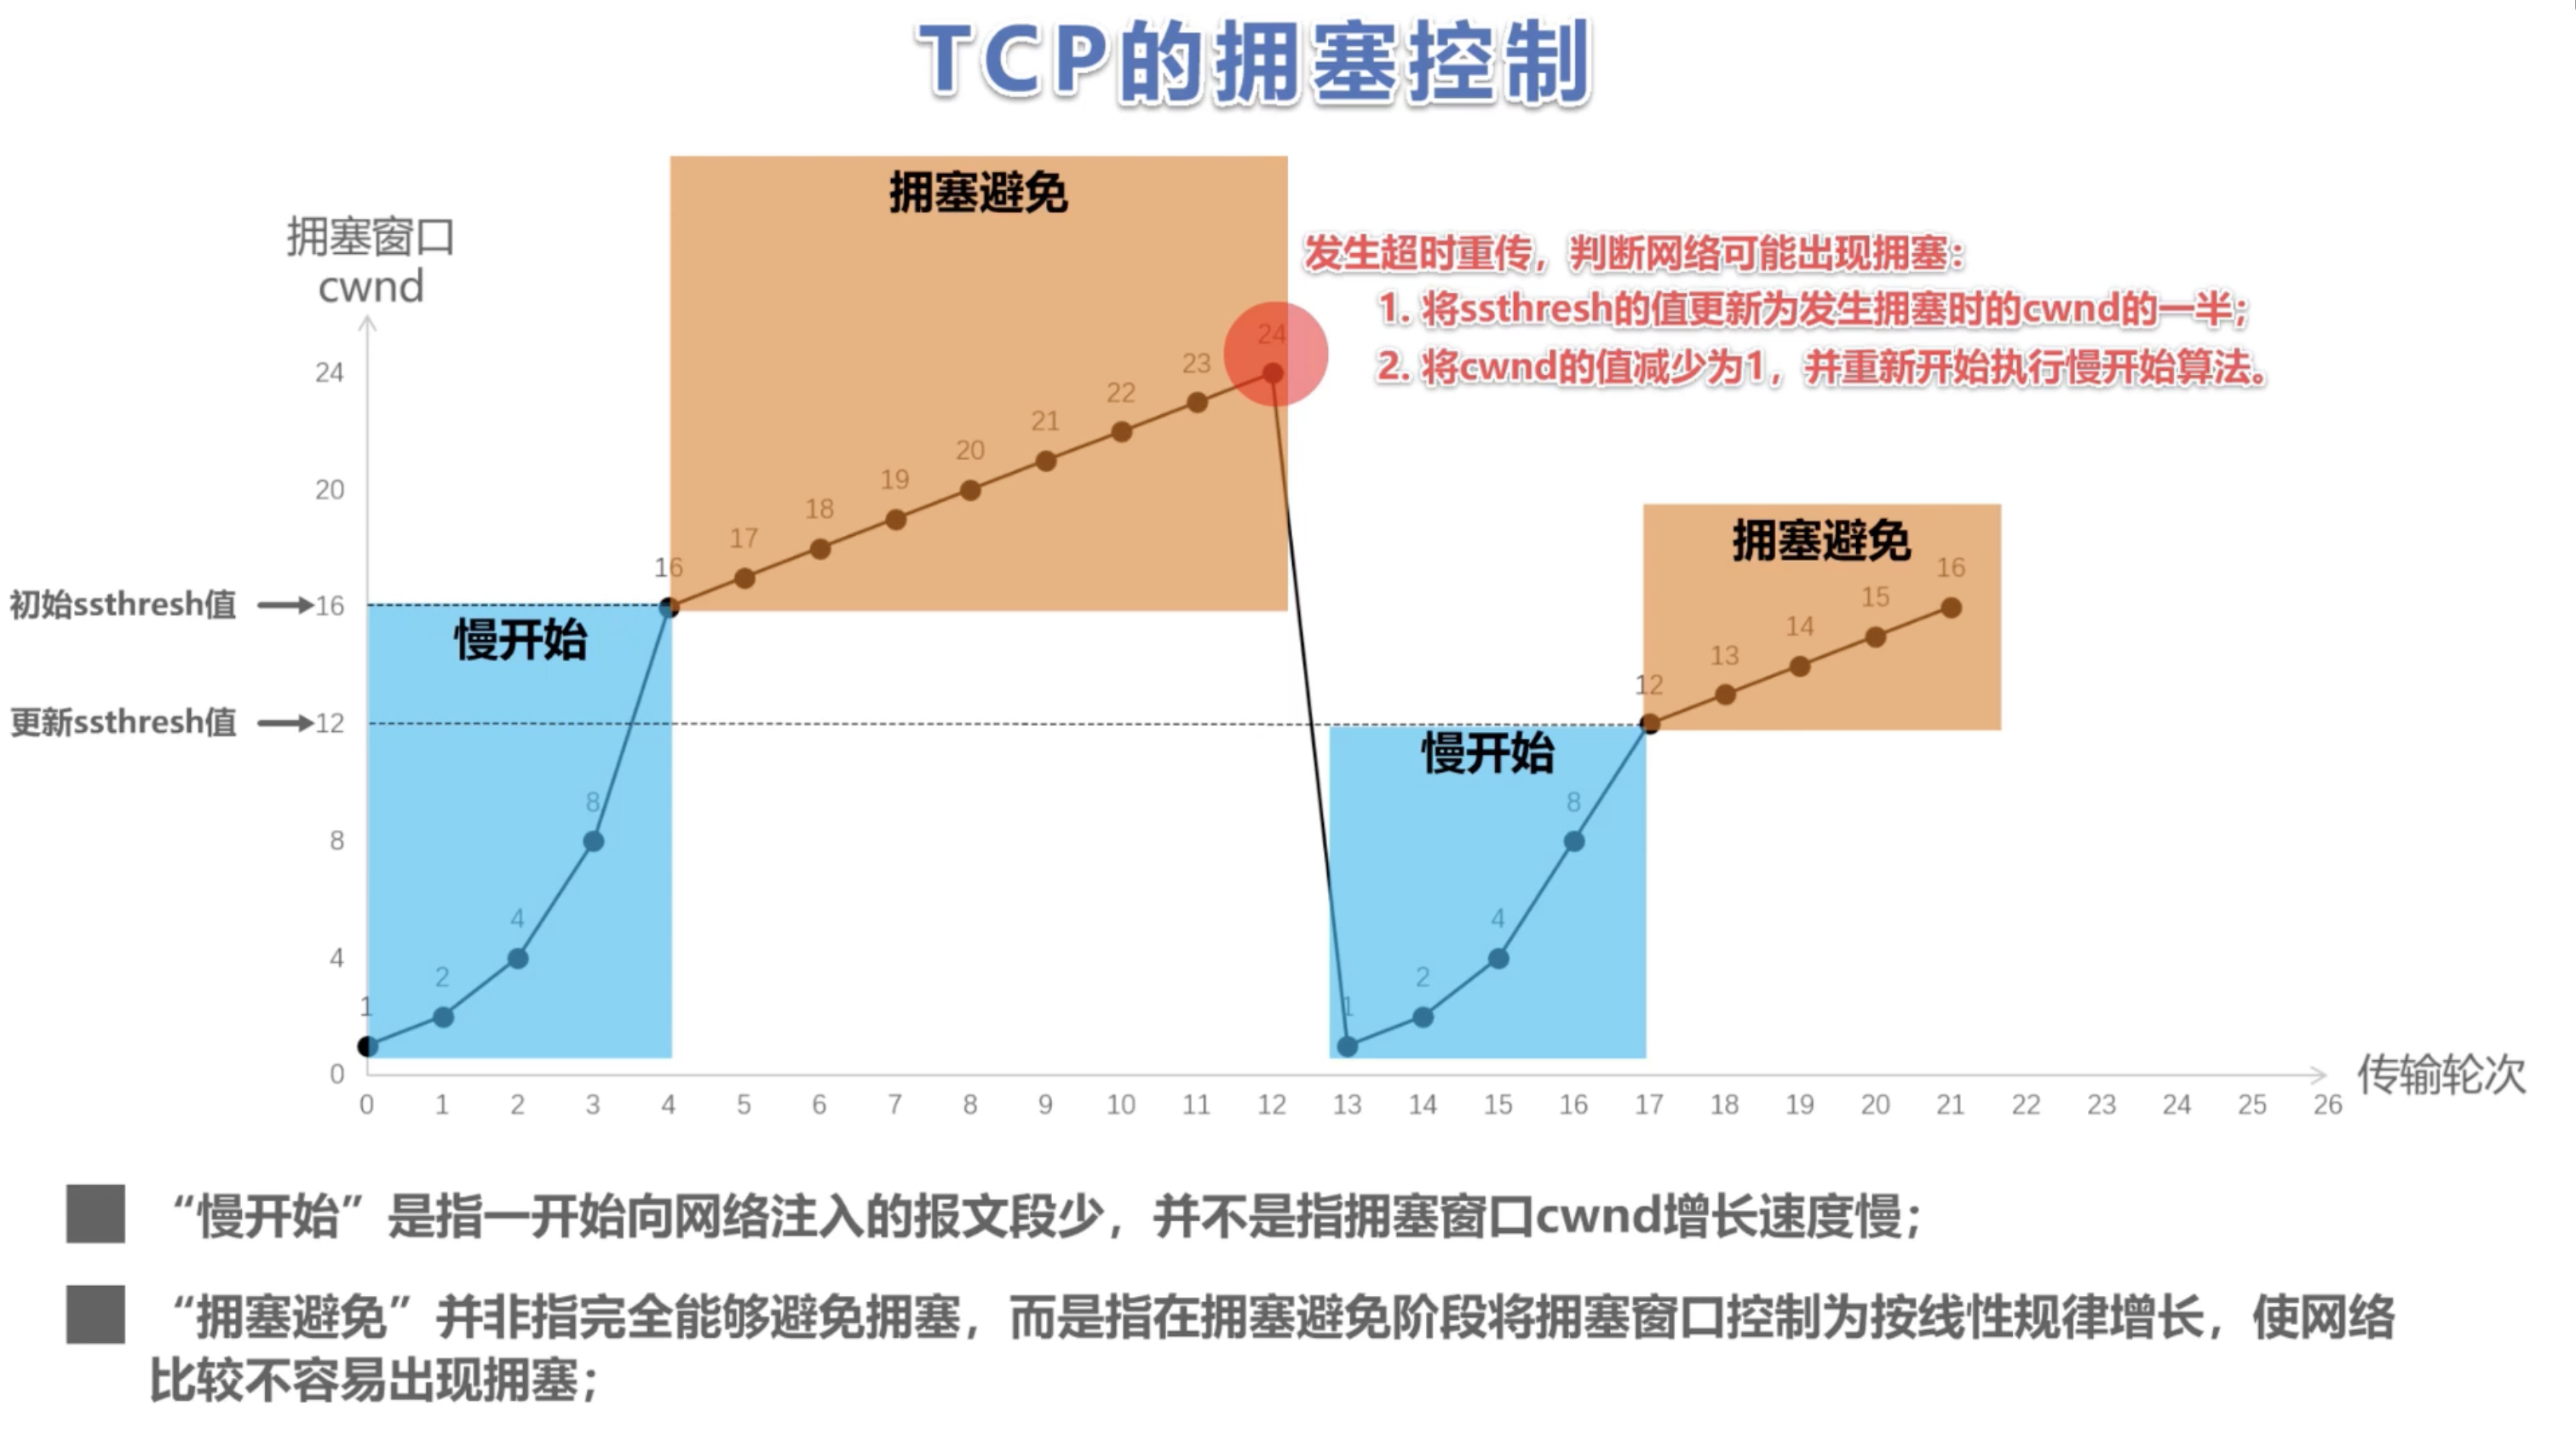 TCP的拥塞控制
拥塞避免
拥塞窗口
cwnd
发生超时重传，判断网络可能出现拥塞：
1. 将ssthresh的值更新为发生拥塞时的cwnd的一半；
2. 将cwnd的值减少为1，并重新开始执行慢开始算法。
24
24
23
22
21
20
20
19
18
17
16
拥塞避免
16
15
14
13
12
初始ssthresh值
16
慢开始
更新ssthresh值
12
慢开始
8
8
8
4
4
4
2
2
1
1
0
0 1 2 3 4 5 6 7 8 9 10 11 12 13 14 15 16 17 18 19 20 21 22 23 24 25 26
传输轮次
“慢开始”是指一开始向网络注入的报文段少，并不是指拥塞窗口cwnd增长速度慢；
“拥塞避免”并非指完全能够避免拥塞，而是指在拥塞避免阶段将拥塞窗口控制为按线性规律增长，使网络
比较不容易出现拥塞；